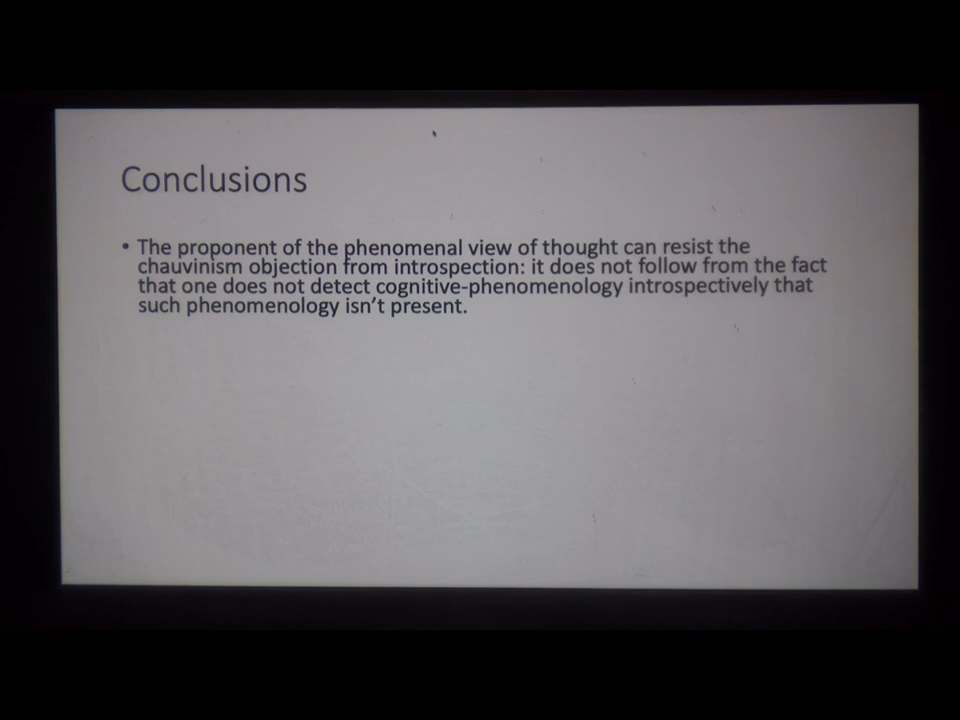 Conclusions
• The proponent of the phenomenal view of thought can resist the
chauvinism objection from introspection: it does not follow from the fact
that one does not detect cognitive-phenomenology introspectively that
such phenomenology isn’t present.